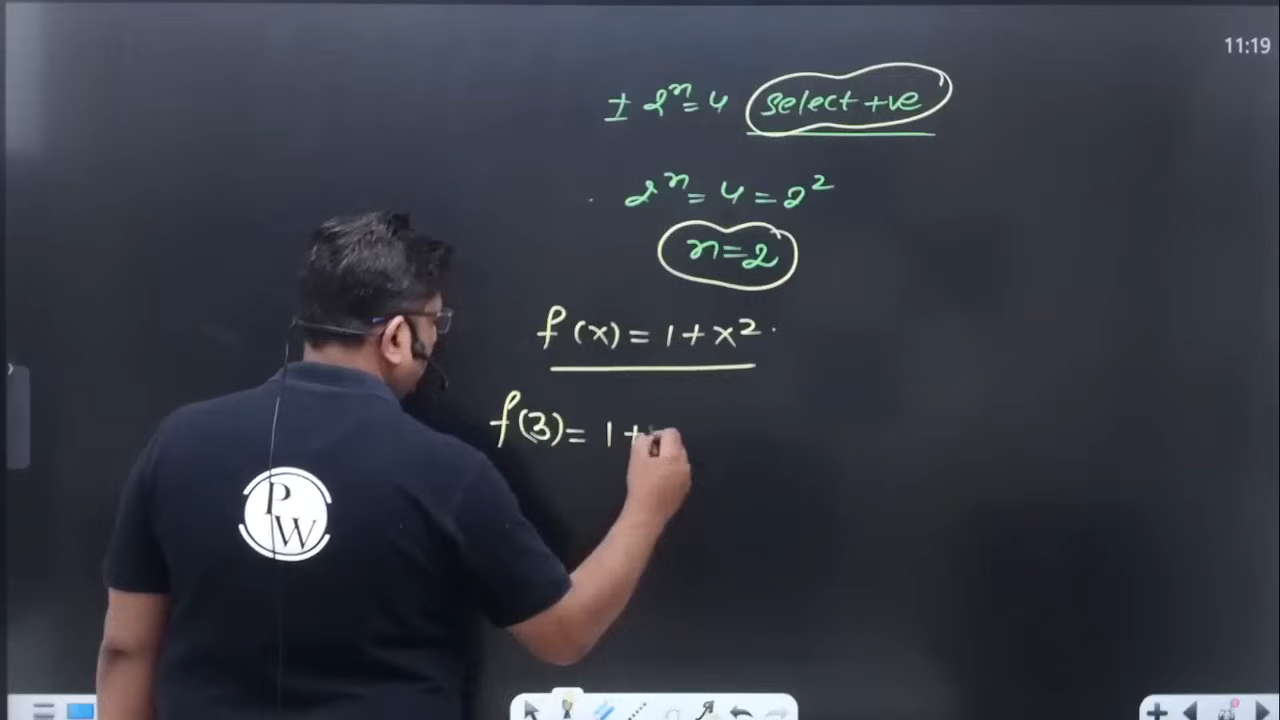 11:19
± 2ⁿ = 4 select +ve
2ⁿ = 4 = 2²
n = 2
f(x) = 1 + x²
f(3) = 1 +
PW